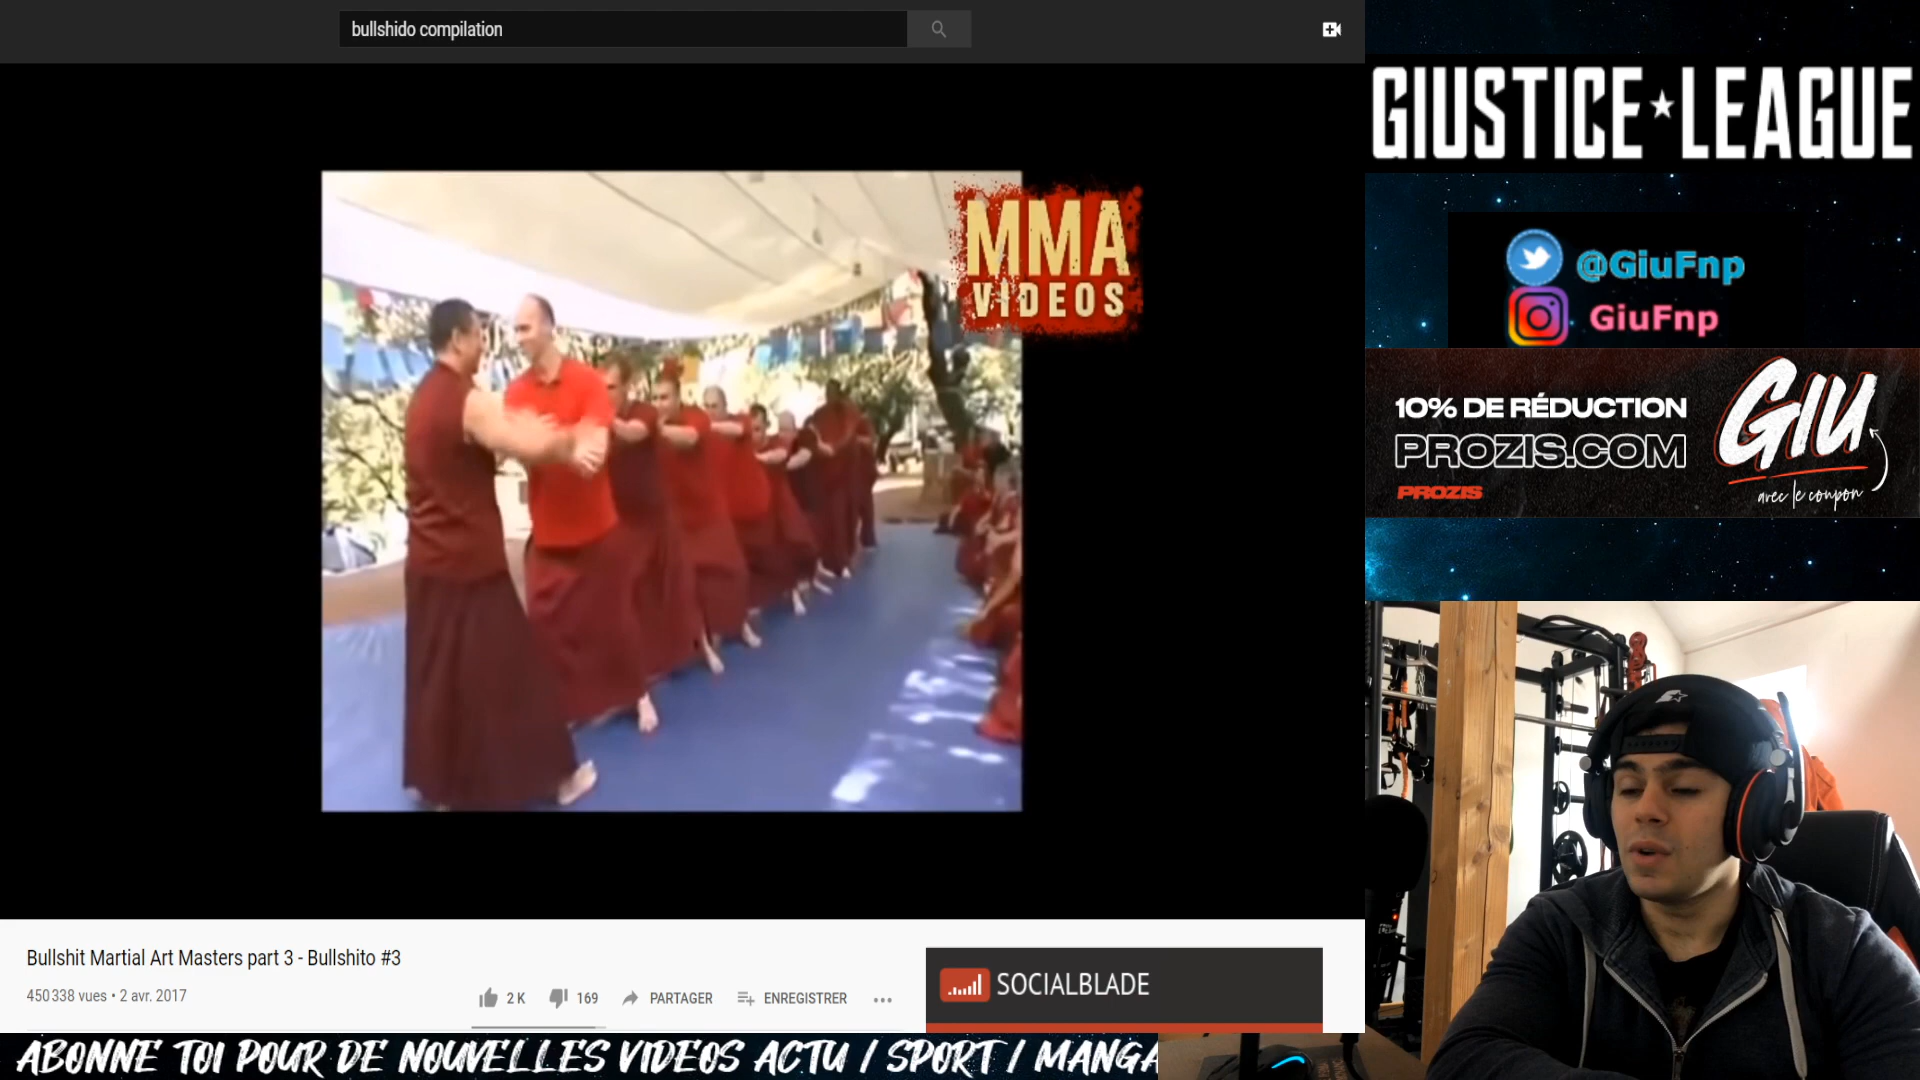 bullshido compilation
MMA
VIDEOS
Bullshit Martial Art Masters part 3 - Bullshito #3
450 338 vues • 2 avr. 2017
2 K
169
PARTAGER
ENREGISTRER
SOCIALBLADE
ABONNE TOI POUR DE NOUVELLES VIDEOS ACTU / SPORT / MANGA
GIUSTICE★LEAGUE
@GiuFnp
GiuFnp
10% DE RÉDUCTION
PROZIS.COM
PROZIS
GIU
avec le coupon